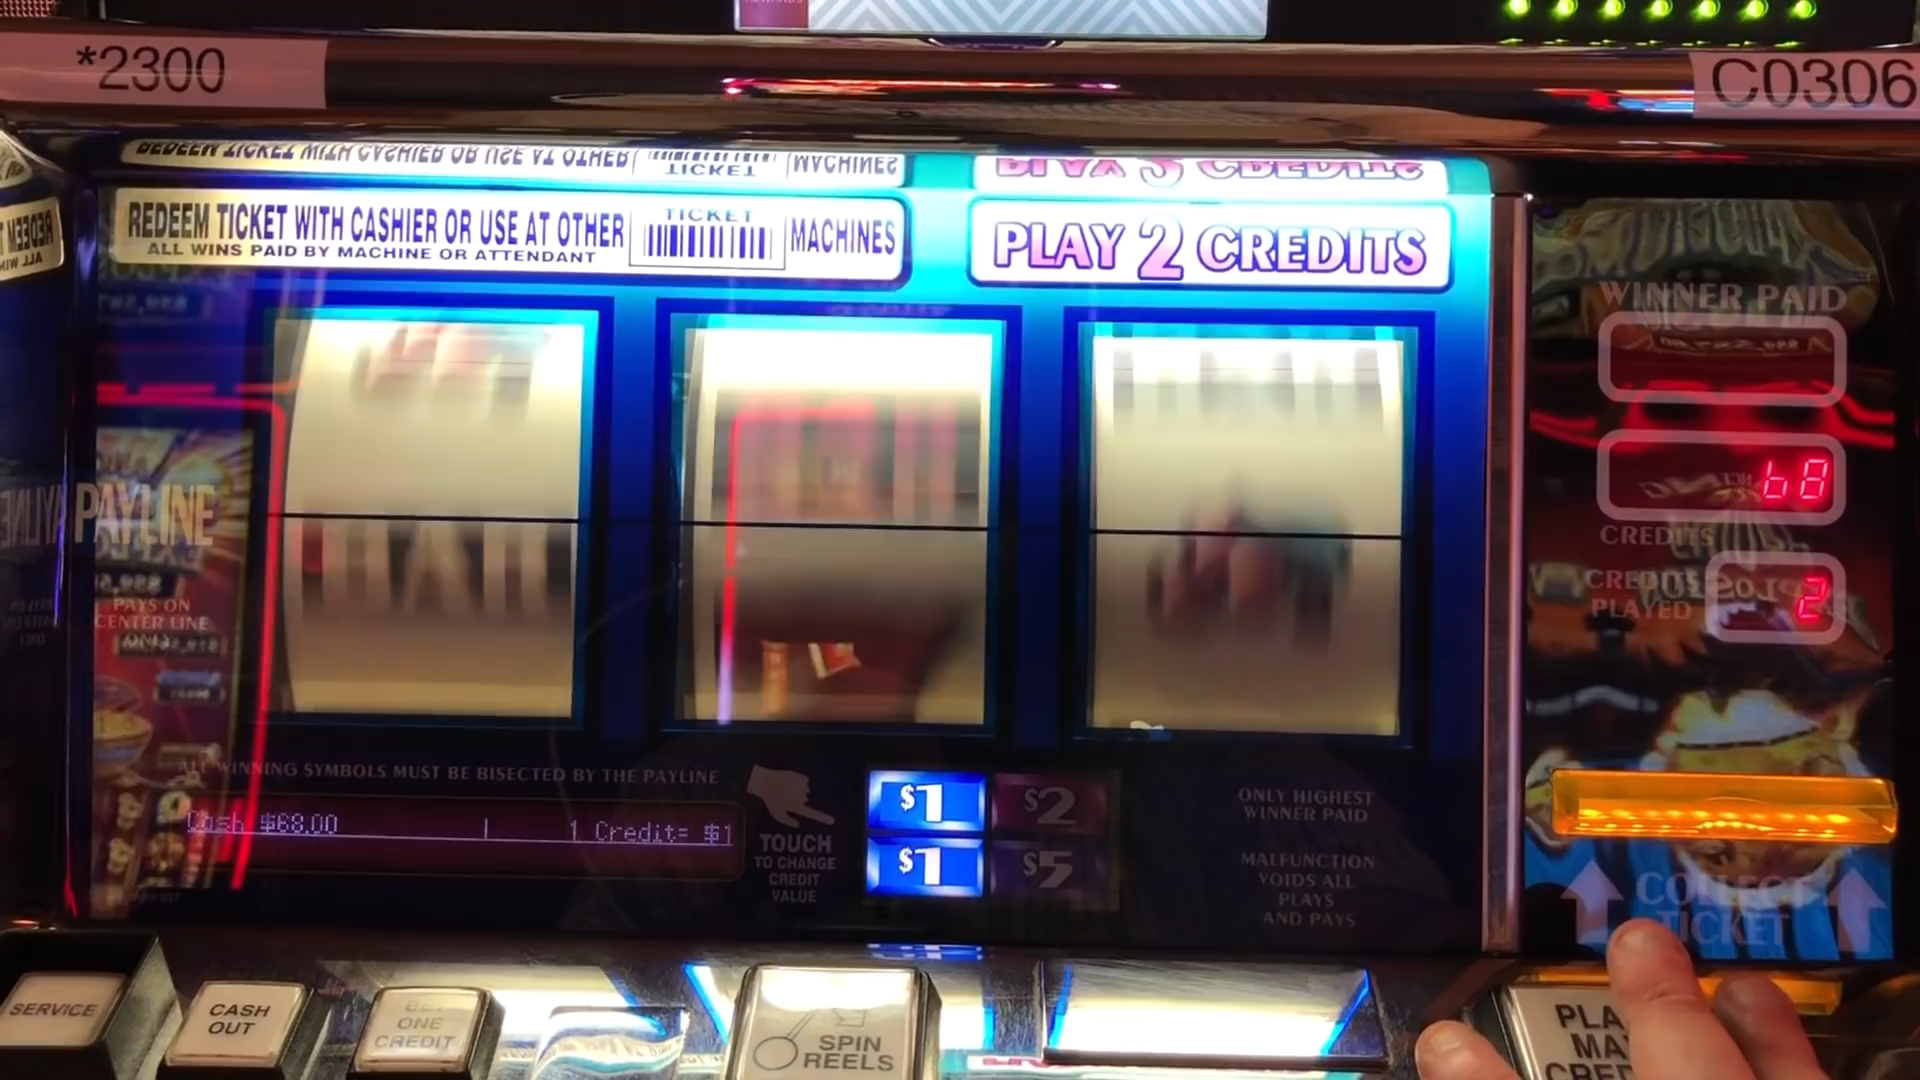 *2300
C0306
REDEEM TICKET WITH CASHIER OR USE AT OTHER TICKET MACHINES
ALL WINS PAID BY MACHINE OR ATTENDANT
PLAY 2 CREDITS
WINNER PAID
68
CREDITS
CREDITS PLAYED
2
PAYLINE
PAYS ON
CENTER LINE
ONLY
ALL WINNING SYMBOLS MUST BE BISECTED BY THE PAYLINE
Cash $68.00
1 Credit= $1
TOUCH
TO CHANGE
CREDIT
VALUE
$1
$2
$1
$5
ONLY HIGHEST
WINNER PAID
MALFUNCTION
VOIDS ALL
PLAYS
AND PAYS
COLLECT
TICKET
SERVICE
CASH
OUT
BET
ONE
CREDIT
SPIN
REELS